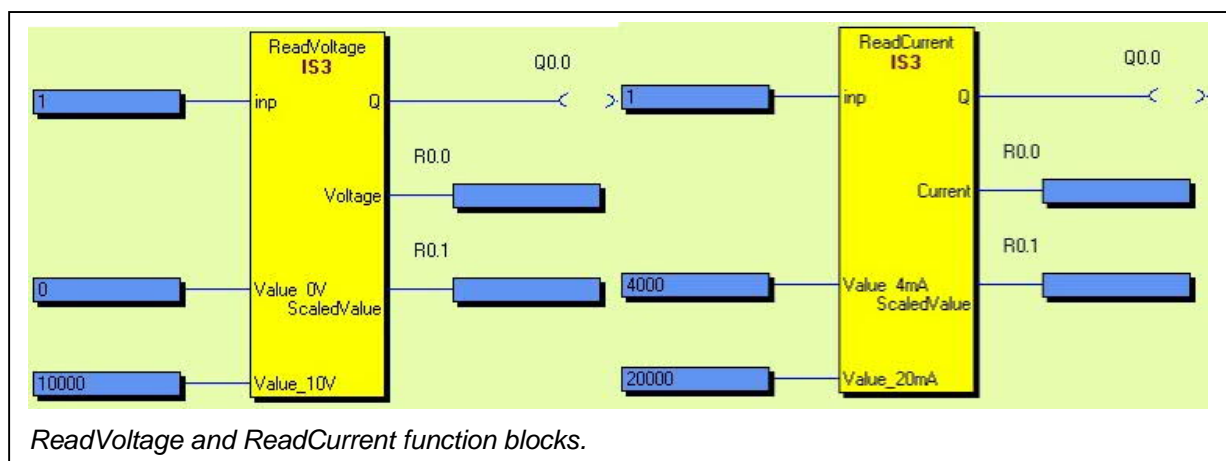 ReadVoltage
IS3
Q0.0
1
inp
Q
R0.0
Voltage
R0.1
0
Value_0V
ScaledValue
10000
Value_10V
ReadCurrent
IS3
Q0.0
1
inp
Q
R0.0
Current
R0.1
4000
Value_4mA
ScaledValue
20000
Value_20mA
ReadVoltage and ReadCurrent function blocks.